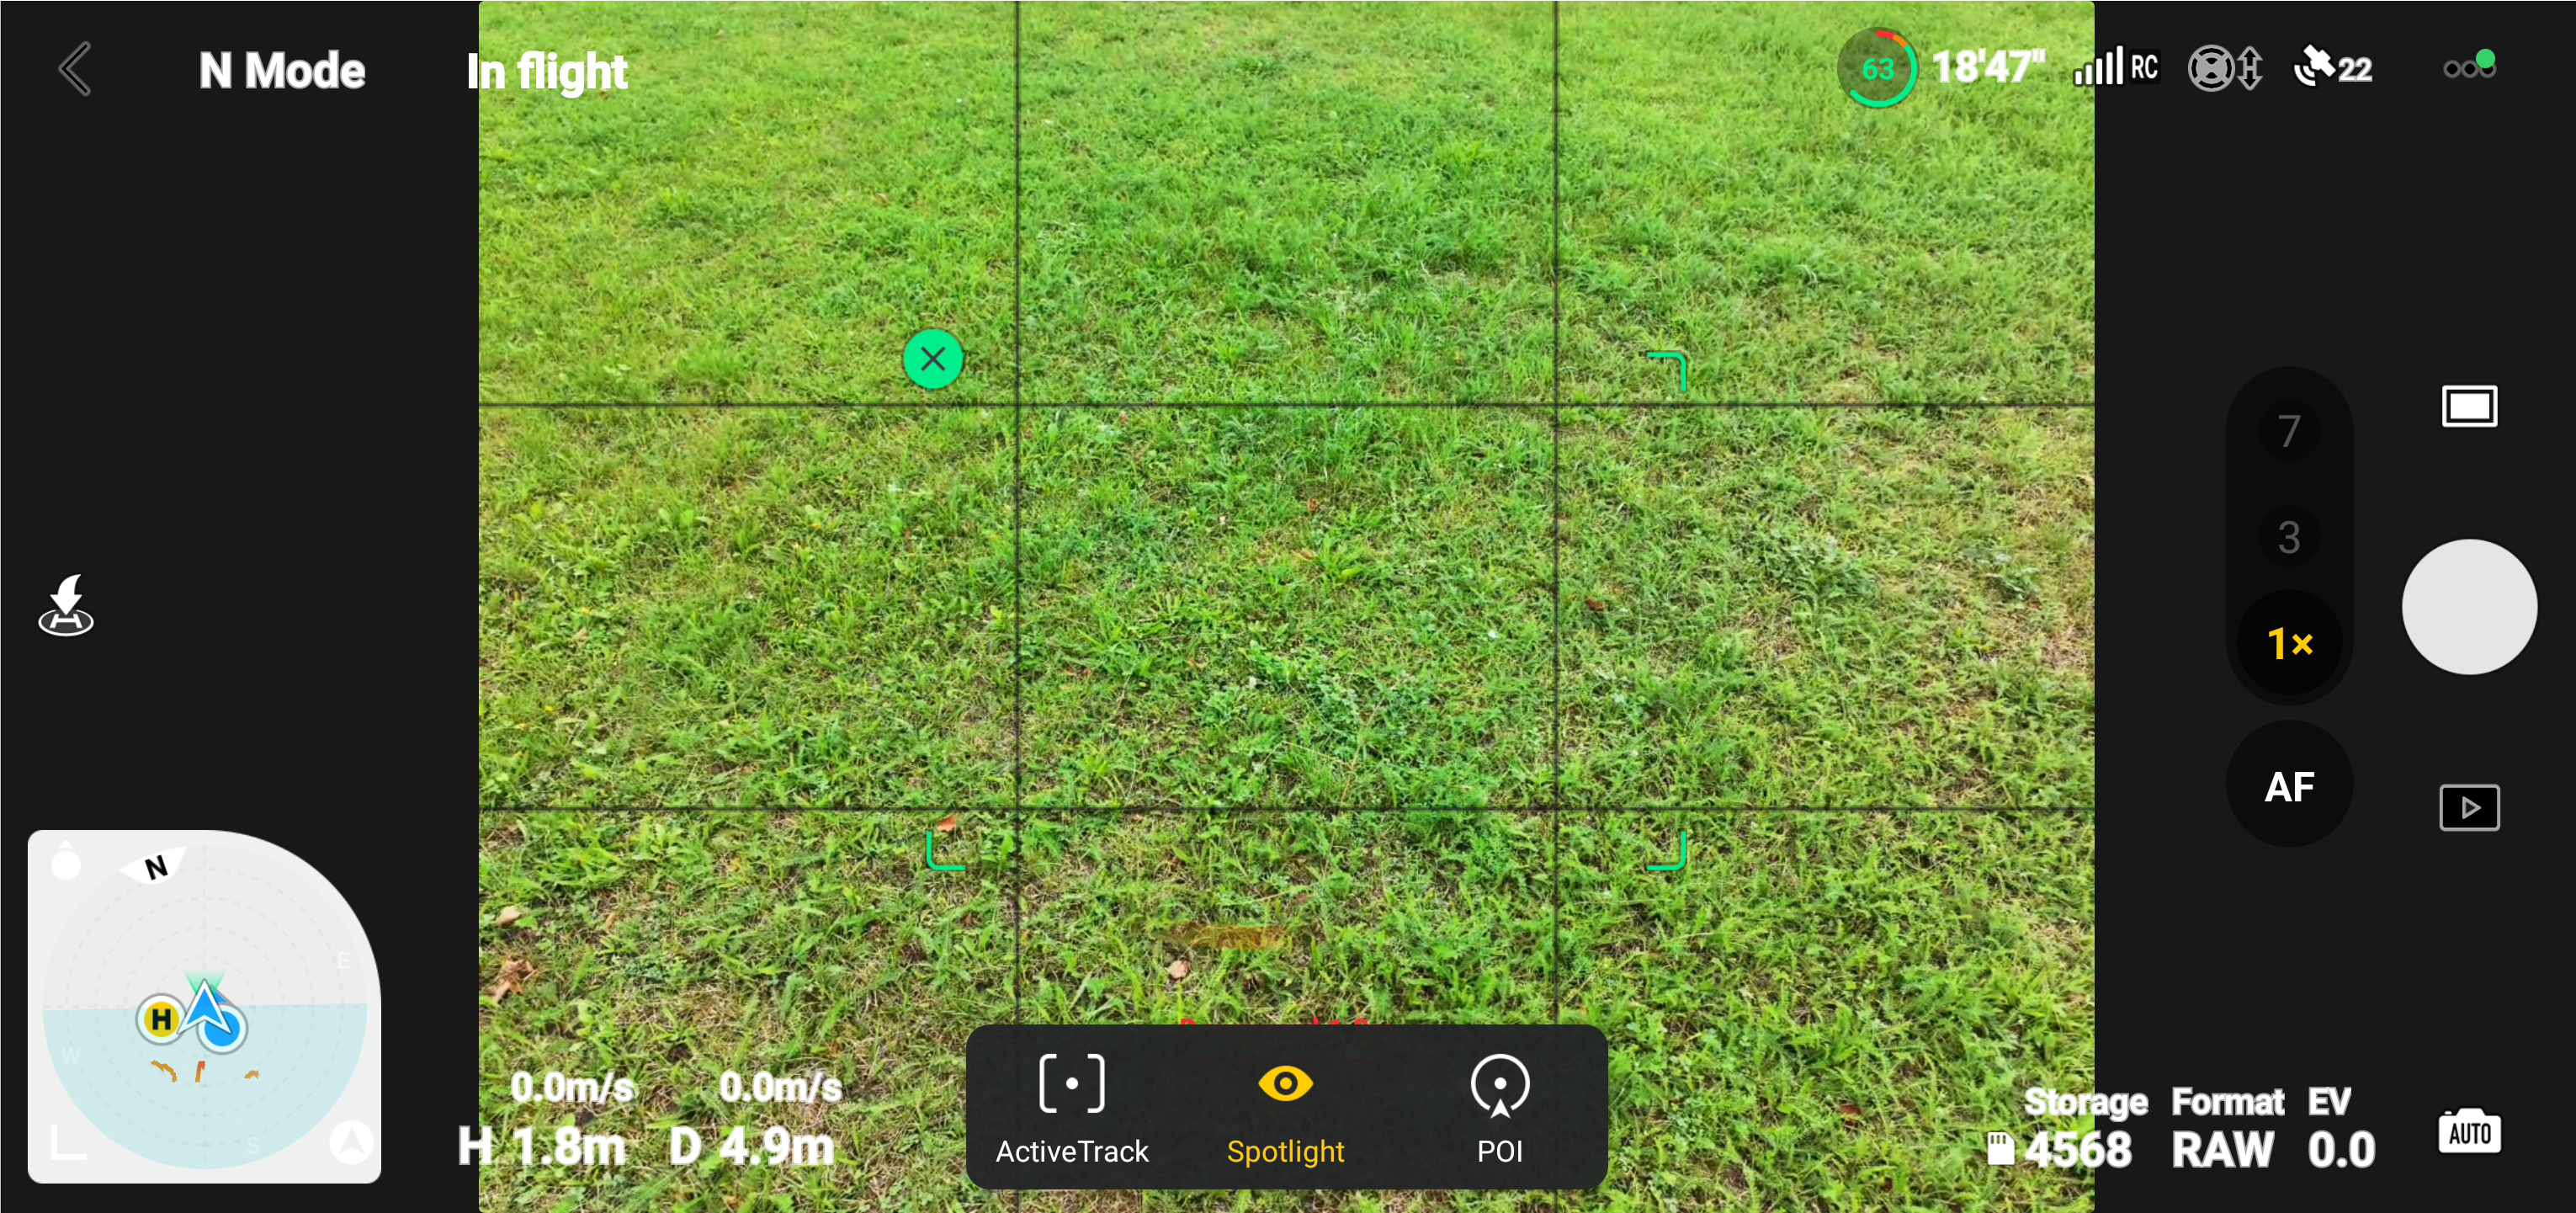 N Mode
In flight
63
18'47"
RC
H
22
7
3
1×
AF
N
E
H
W
S
0.0m/s
0.0m/s
H 1.8m
D 4.9m
ActiveTrack
Spotlight
POI
Storage
Format
EV
4568
RAW
0.0
AUTO